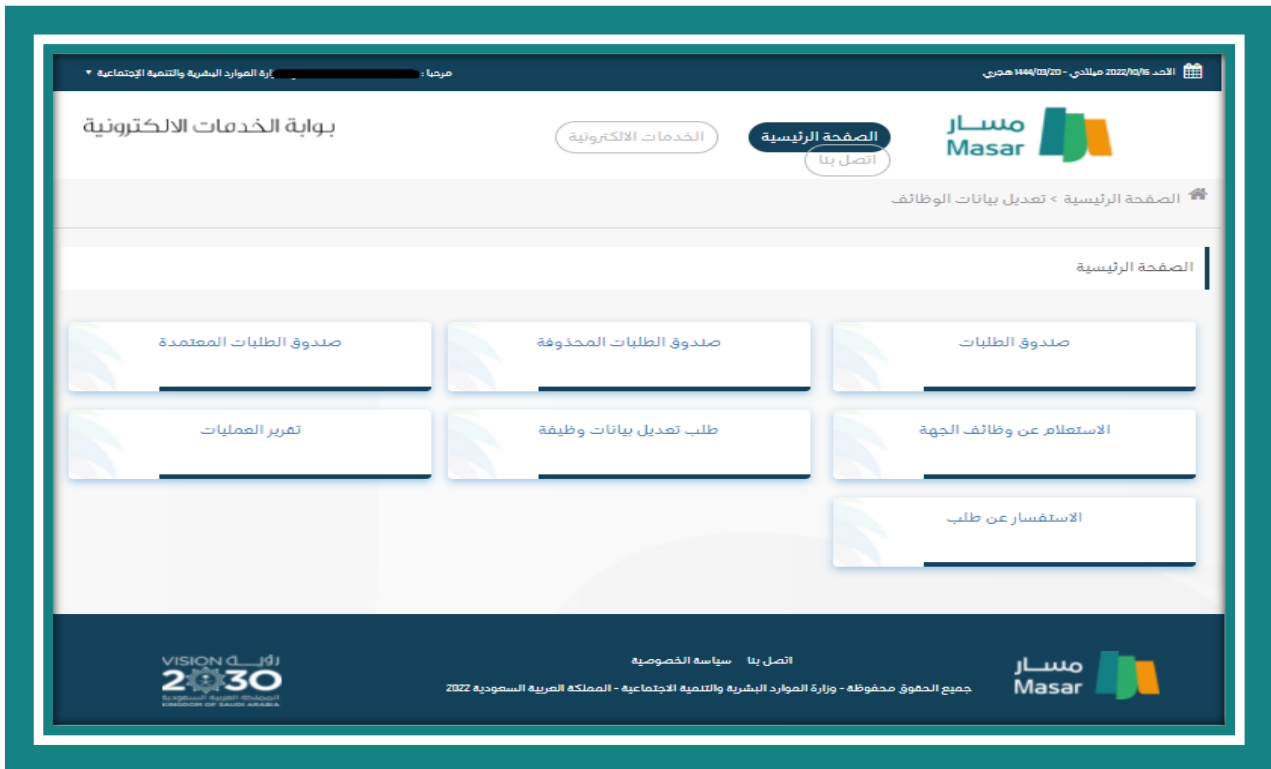 الاحد 2022/10/16 ميلادي - 1444/03/20 هجري
مرحبا :
وزارة الموارد البشرية والتنمية الإجتماعية
مسار
Masar
الصفحة الرئيسية
الخدمات الالكترونية
اتصل بنا
بوابة الخدمات الالكترونية
الصفحة الرئيسية > تعديل بيانات الوظائف
الصفحة الرئيسية
صندوق الطلبات
صندوق الطلبات المحذوفة
صندوق الطلبات المعتمدة
الاستعلام عن وظائف الجهة
طلب تعديل بيانات وظيفة
تقرير العمليات
الاستفسار عن طلب
مسار
Masar
اتصل بنا سياسة الخصوصية
جميع الحقوق محفوظة - وزارة الموارد البشرية والتنمية الاجتماعية - المملكة العربية السعودية 2022
VISION رؤيـــة
2030
المملكة العربية السعودية
KINGDOM OF SAUDI ARABIA